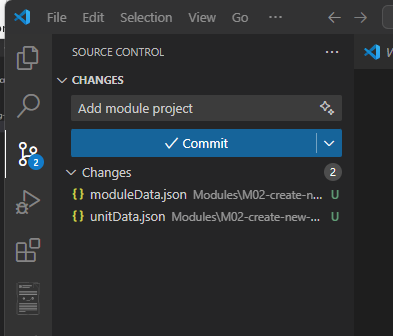 File Edit Selection View Go ···
SOURCE CONTROL ···
CHANGES
Add module project
Commit
Changes 2
{} moduleData.json Modules\M02-create-n... U
{} unitData.json Modules\M02-create-new-... U
2